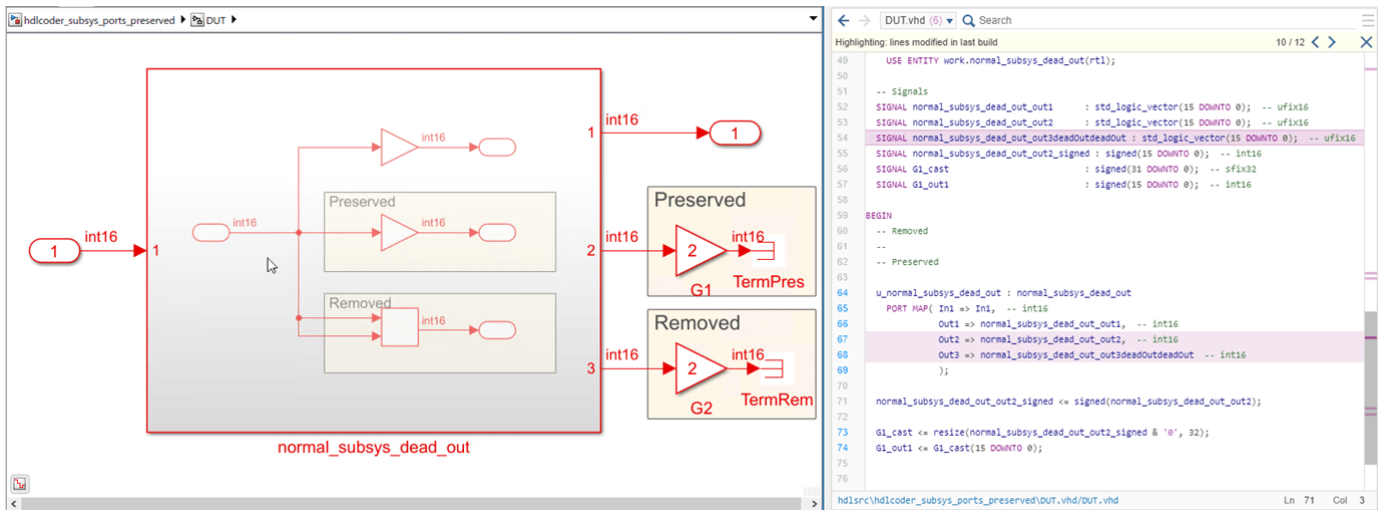 hdlcoder_subsys_ports_preserved DUT
int16
int16
1
int16
1
1
int16
Preserved
int16
Removed
int16
1
int16
1
2
int16
3
int16
Preserved
2
int16
G1
TermPres
Removed
2
int16
G2
TermRem
normal_subsys_dead_out
DUT.vhd (6) Search
Highlighting: lines modified in last build 10 / 12
49 USE ENTITY work.normal_subsys_dead_out(rtl);
50
51 -- Signals
52 SIGNAL normal_subsys_dead_out_out1 : std_logic_vector(15 DOWNTO 0); -- ufix16
53 SIGNAL normal_subsys_dead_out_out2 : std_logic_vector(15 DOWNTO 0); -- ufix16
54 SIGNAL normal_subsys_dead_out_out3deadOutdeadOut : std_logic_vector(15 DOWNTO 0); -- ufix16
55 SIGNAL normal_subsys_dead_out_out2_signed : signed(15 DOWNTO 0); -- int16
56 SIGNAL G1_cast : signed(31 DOWNTO 0); -- sfix32
57 SIGNAL G1_out1 : signed(15 DOWNTO 0); -- int16
58
59 BEGIN
60 -- Removed
61 --
62 -- Preserved
63
64 u_normal_subsys_dead_out : normal_subsys_dead_out
65 PORT MAP( In1 => In1, -- int16
66 Out1 => normal_subsys_dead_out_out1, -- int16
67 Out2 => normal_subsys_dead_out_out2, -- int16
68 Out3 => normal_subsys_dead_out_out3deadOutdeadOut -- int16
69 );
70
71 normal_subsys_dead_out_out2_signed <= signed(normal_subsys_dead_out_out2);
72
73 G1_cast <= resize(normal_subsys_dead_out_out2_signed & '0', 32);
74 G1_out1 <= G1_cast(15 DOWNTO 0);
75
76
hdlsrc\hdlcoder_subsys_ports_preserved\DUT.vhd/DUT.vhd Ln 71 Col 3